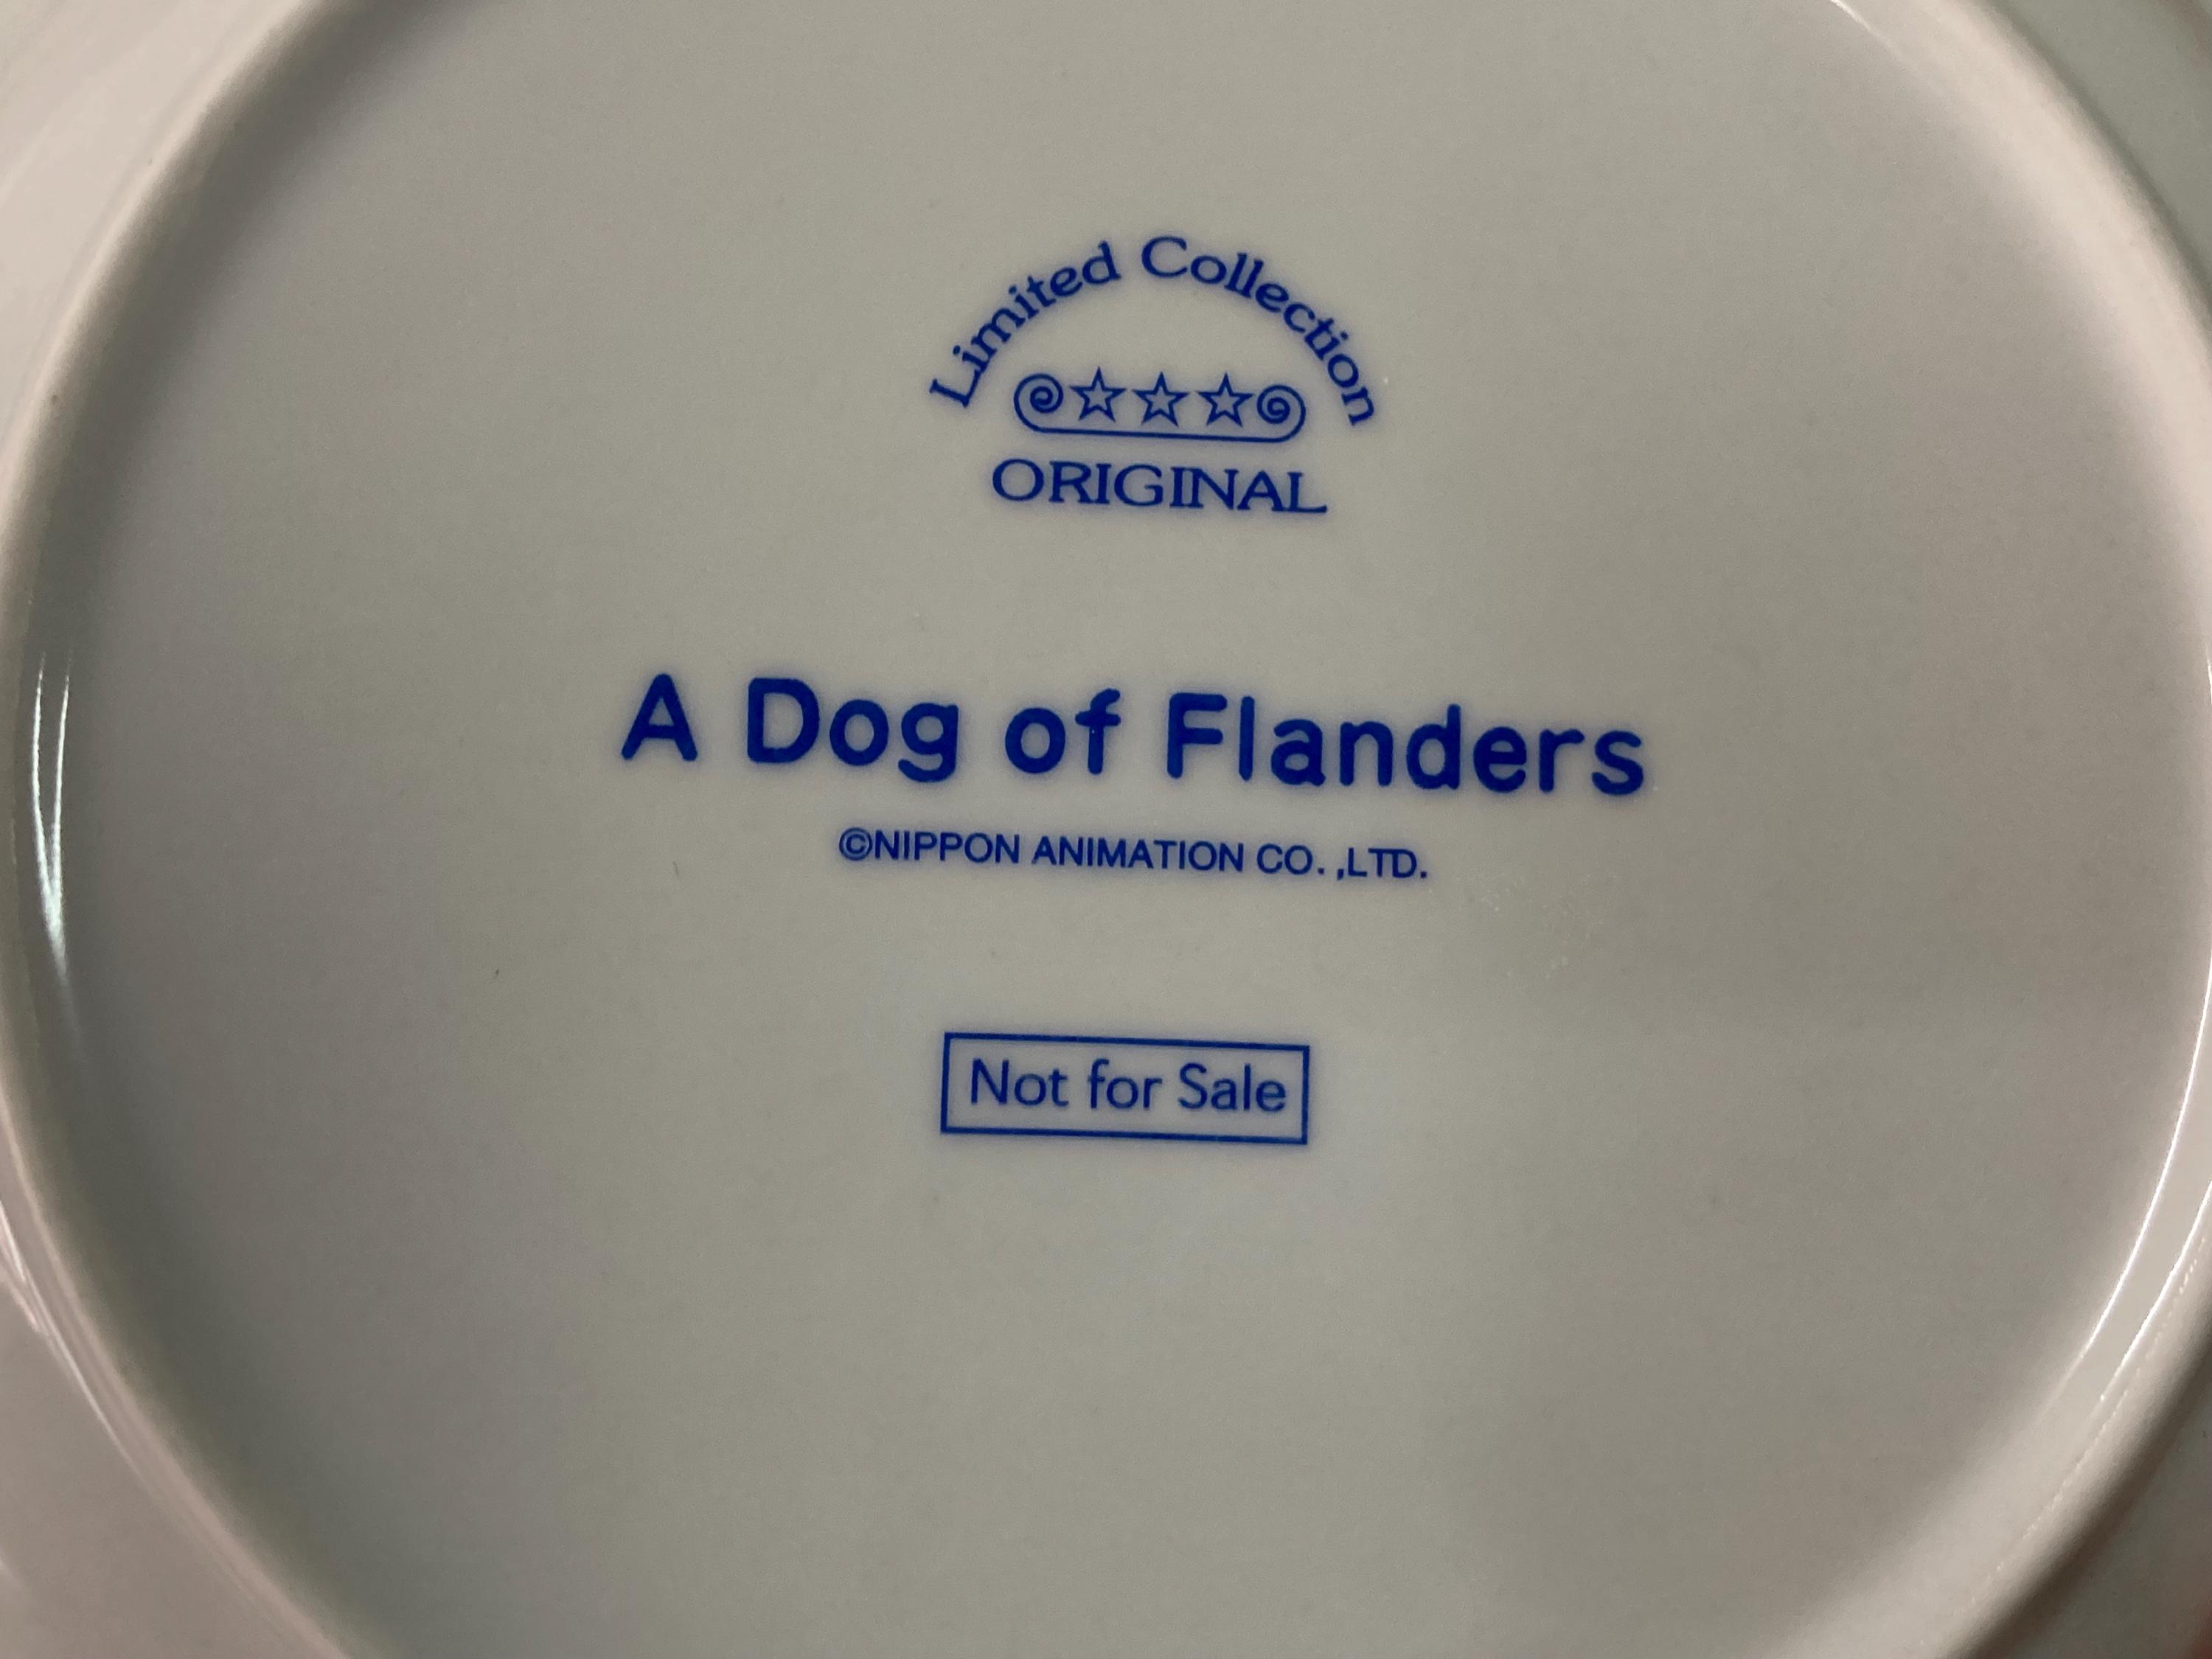 Limited Collection
ORIGINAL
A Dog of Flanders
©NIPPON ANIMATION CO.,LTD.
Not for Sale